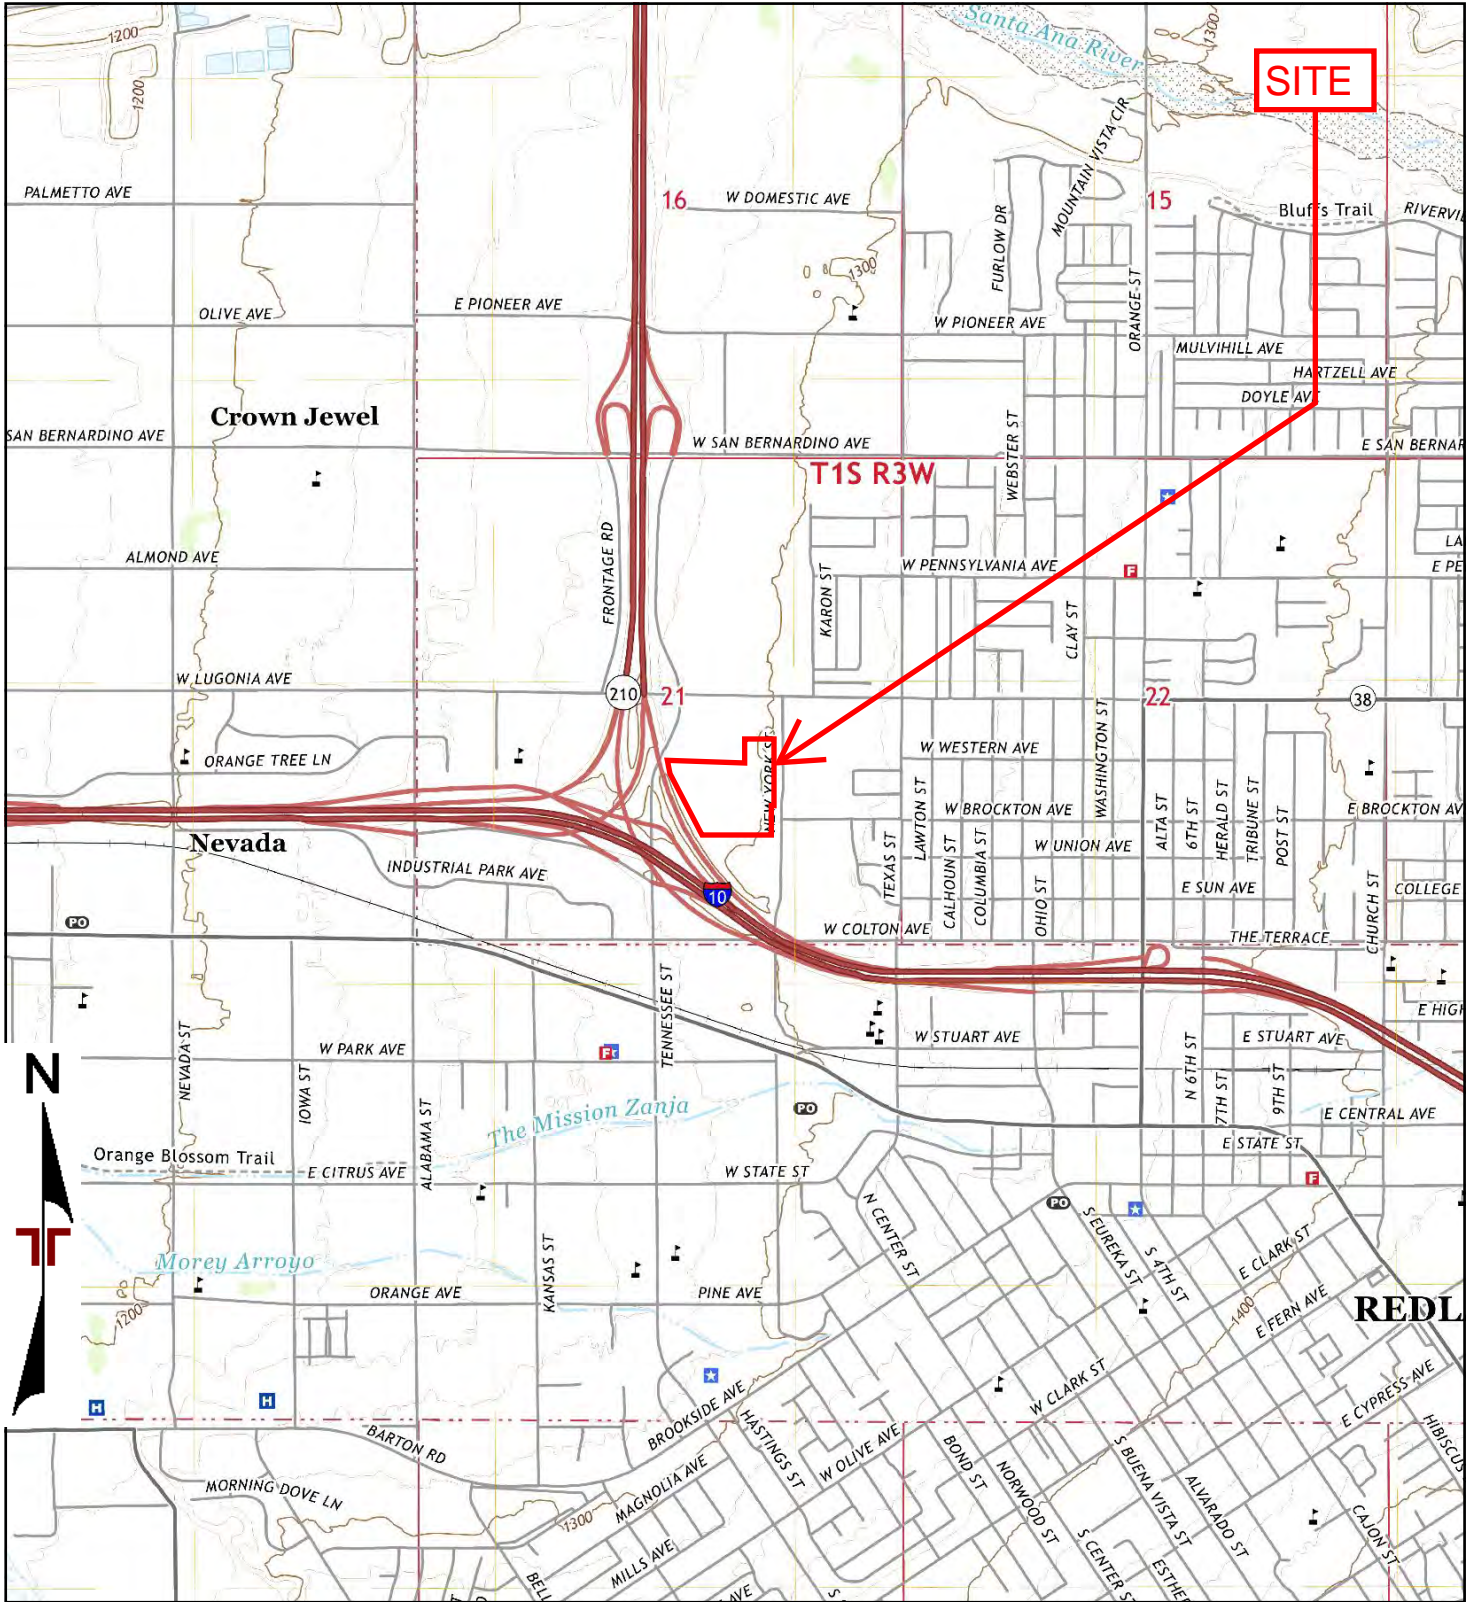 1200
Santa Ana River
1300
SITE
1200
MOUNTAIN VISTA CIR
PALMETTO AVE
16
W DOMESTIC AVE
15
FURLOW DR
Bluffs Trail
1300
ORANGE ST
OLIVE AVE
E PIONEER AVE
W PIONEER AVE
MULVIHILL AVE
HARTZELL AVE
DOYLE AVE
Crown Jewel
SAN BERNARDINO AVE
W SAN BERNARDINO AVE
WEBSTER ST
T1S R3W
FRONTAGE RD
ALMOND AVE
W PENNSYLVANIA AVE
F
KARON ST
CLAY ST
W LUGONIA AVE
210
21
22
38
WASHINGTON ST
ORANGE TREE LN
NEW YORK ST
W WESTERN AVE
LAWTON ST
W BROCKTON AVE
ALTA ST
6TH ST
HERALD ST
TRIBUNE ST
POST ST
E BROCKTON AV
Nevada
W UNION AVE
INDUSTRIAL PARK AVE
TEXAS ST
CALHOUN ST
COLUMBIA ST
OHIO ST
E SUN AVE
COLLEGE
10
CHURCH ST
PO
W COLTON AVE
THE TERRACE
TENNESSEE ST
NEVADA ST
W PARK AVE
F
W STUART AVE
E STUART AVE
N
IOWA ST
N 6TH ST
7TH ST
9TH ST
The Mission Zanja
PO
E CENTRAL AVE
ALABAMA ST
E STATE ST
Orange Blossom Trail
E CITRUS AVE
W STATE ST
F
PO
N CENTER ST
S EUREKA ST
S 4TH ST
E CLARK ST
Morey Arroyo
KANSAS ST
ORANGE AVE
PINE AVE
1200
1400
E FERN AVE
REDL
H
H
W CLARK ST
E CYPRESS AVE
BROOKSIDE AVE
HASTINGS ST
HIBISCUS
BARTON RD
W OLIVE AVE
BOND ST
S BUENA VISTA ST
MORNING DOVE LN
MAGNOLIA AVE
NORWOOD ST
ALVARADO ST
1300
CAJON ST
MILLS AVE
S CENTER ST
BELL
AVE
ESTHE